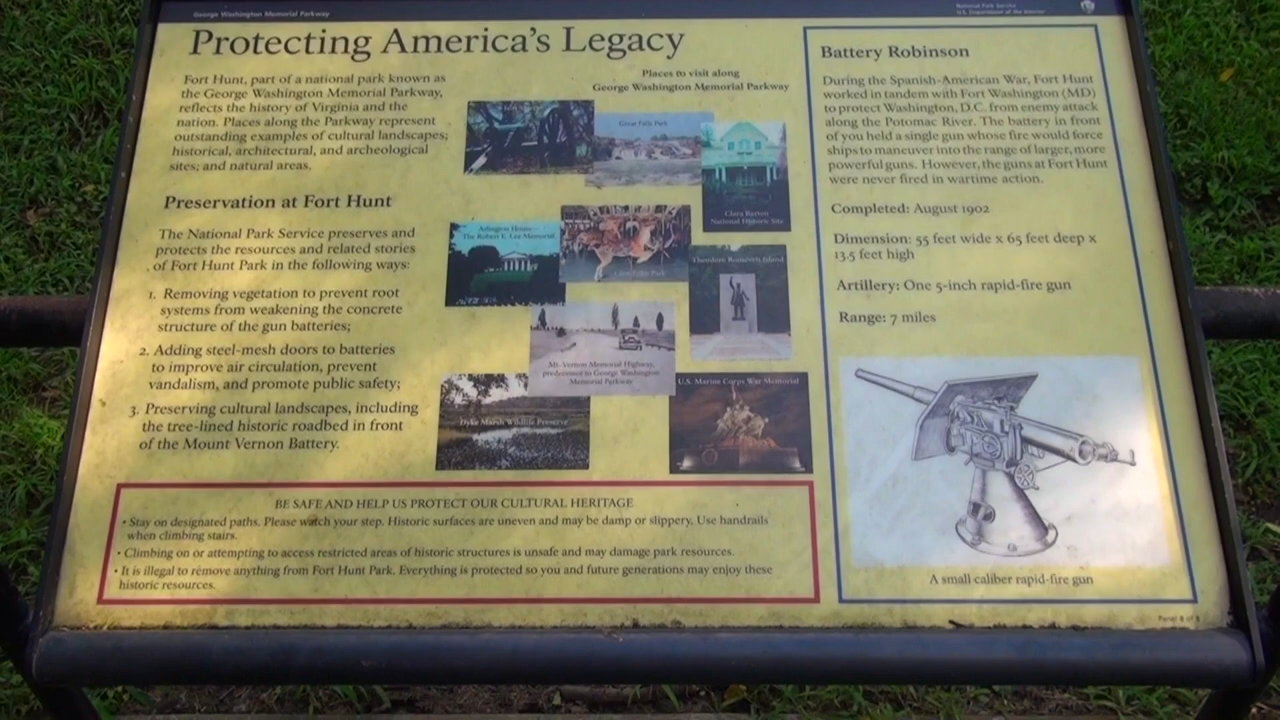 George Washington Memorial Parkway
National Park Service
U.S. Department of the Interior
Protecting America's Legacy
Fort Hunt, part of a national park known as
the George Washington Memorial Parkway,
reflects the history of Virginia and the
nation. Places along the Parkway represent
outstanding examples of cultural landscapes;
historical, architectural, and archeological
sites; and natural areas.
Preservation at Fort Hunt
The National Park Service preserves and
protects the resources and related stories
of Fort Hunt Park in the following ways:
1. Removing vegetation to prevent root
systems from weakening the concrete
structure of the gun batteries;
2. Adding steel-mesh doors to batteries
to improve air circulation, prevent
vandalism, and promote public safety;
3. Preserving cultural landscapes, including
the tree-lined historic roadbed in front
of the Mount Vernon Battery.
Places to visit along
George Washington Memorial Parkway
Great Falls Park
Clara Barton
National Historic Site
Arlington House—
The Robert E. Lee Memorial
Glen Echo Park
Theodore Roosevelt Island
Mt. Vernon Memorial Highway,
predecessor to George Washington
Memorial Parkway
Dyke Marsh Wildlife Preserve
U.S. Marine Corps War Memorial
BE SAFE AND HELP US PROTECT OUR CULTURAL HERITAGE
• Stay on designated paths. Please watch your step. Historic surfaces are uneven and may be damp or slippery. Use handrails
when climbing stairs.
• Climbing on or attempting to access restricted areas of historic structures is unsafe and may damage park resources.
• It is illegal to remove anything from Fort Hunt Park. Everything is protected so you and future generations may enjoy these
historic resources.
Battery Robinson
During the Spanish-American War, Fort Hunt
worked in tandem with Fort Washington (MD)
to protect Washington, D.C. from enemy attack
along the Potomac River. The battery in front
of you held a single gun whose fire would force
ships to maneuver into the range of larger, more
powerful guns. However, the guns at Fort Hunt
were never fired in wartime action.
Completed: August 1902
Dimension: 55 feet wide x 65 feet deep x
13.5 feet high
Artillery: One 5-inch rapid-fire gun
Range: 7 miles
A small caliber rapid-fire gun